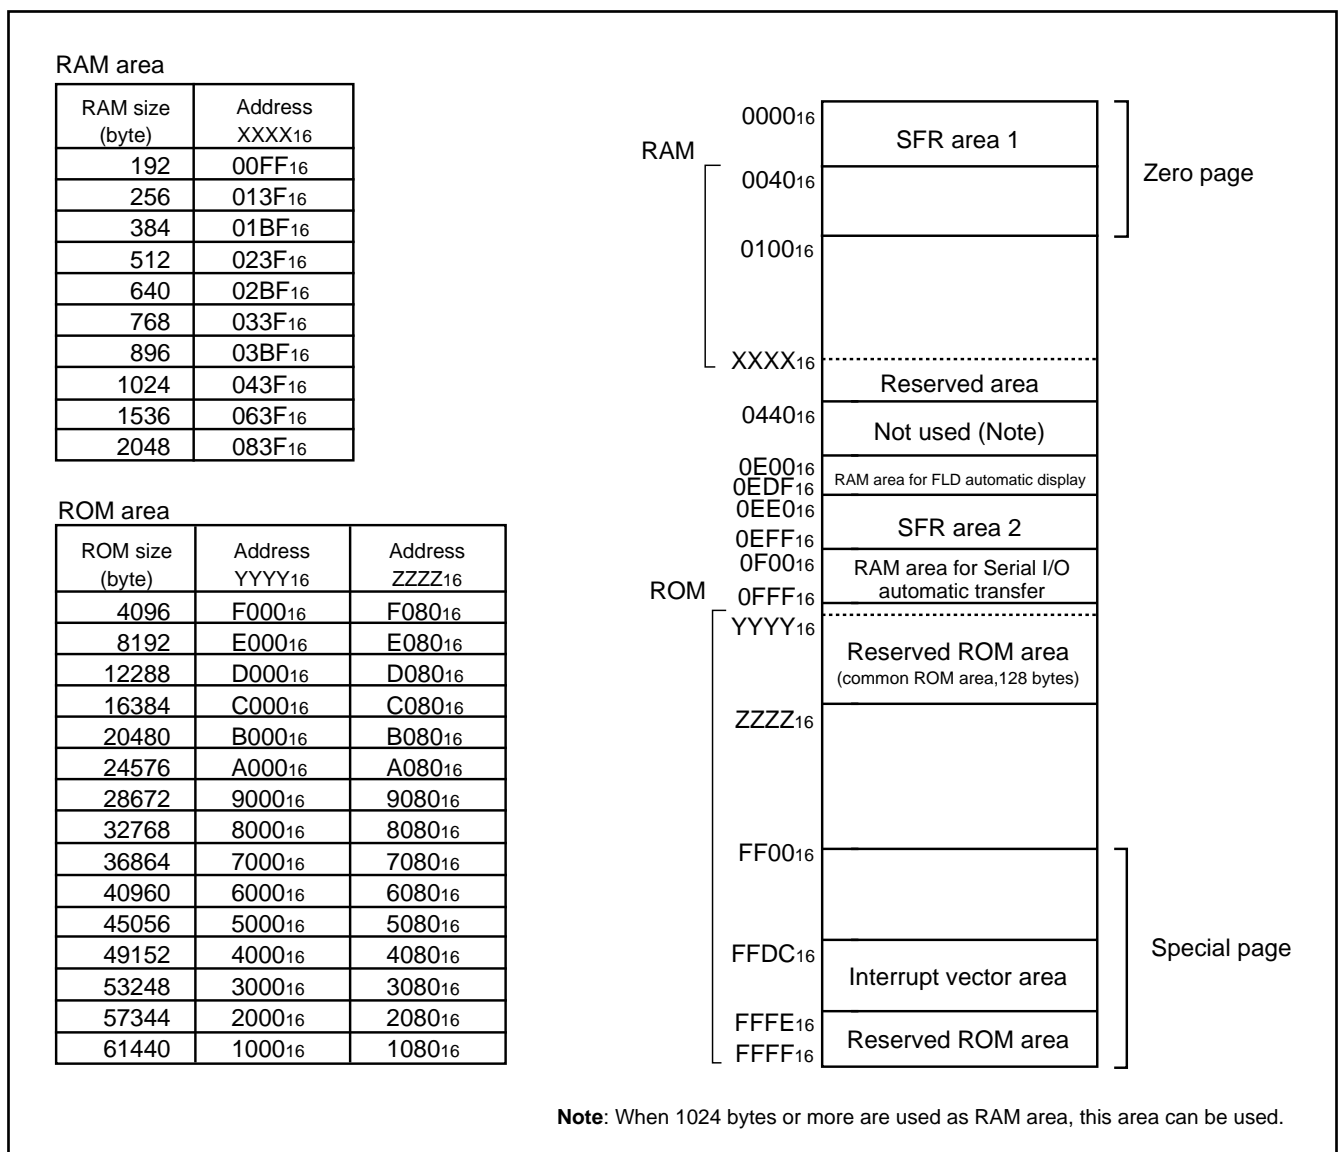 RAM area
RAM size (byte) Address XXXX16
192 00FF16
256 013F16
384 01BF16
512 023F16
640 02BF16
768 033F16
896 03BF16
1024 043F16
1536 063F16
2048 083F16
ROM area
ROM size (byte) Address YYYY16 Address ZZZZ16
4096 F00016 F08016
8192 E00016 E08016
12288 D00016 D08016
16384 C00016 C08016
20480 B00016 B08016
24576 A00016 A08016
28672 900016 908016
32768 800016 808016
36864 700016 708016
40960 600016 608016
45056 500016 508016
49152 400016 408016
53248 300016 308016
57344 200016 208016
61440 100016 108016
RAM
000016
SFR area 1
Zero page
004016
010016
XXXX16
Reserved area
044016
Not used (Note)
0E0016
0EDF16
RAM area for FLD automatic display
0EE016
SFR area 2
0EFF16
0F0016
RAM area for Serial I/O
automatic transfer
0FFF16
ROM
YYYY16
Reserved ROM area
(common ROM area,128 bytes)
ZZZZ16
FF0016
Special page
FFDC16
Interrupt vector area
FFFE16
Reserved ROM area
FFFF16
Note: When 1024 bytes or more are used as RAM area, this area can be used.